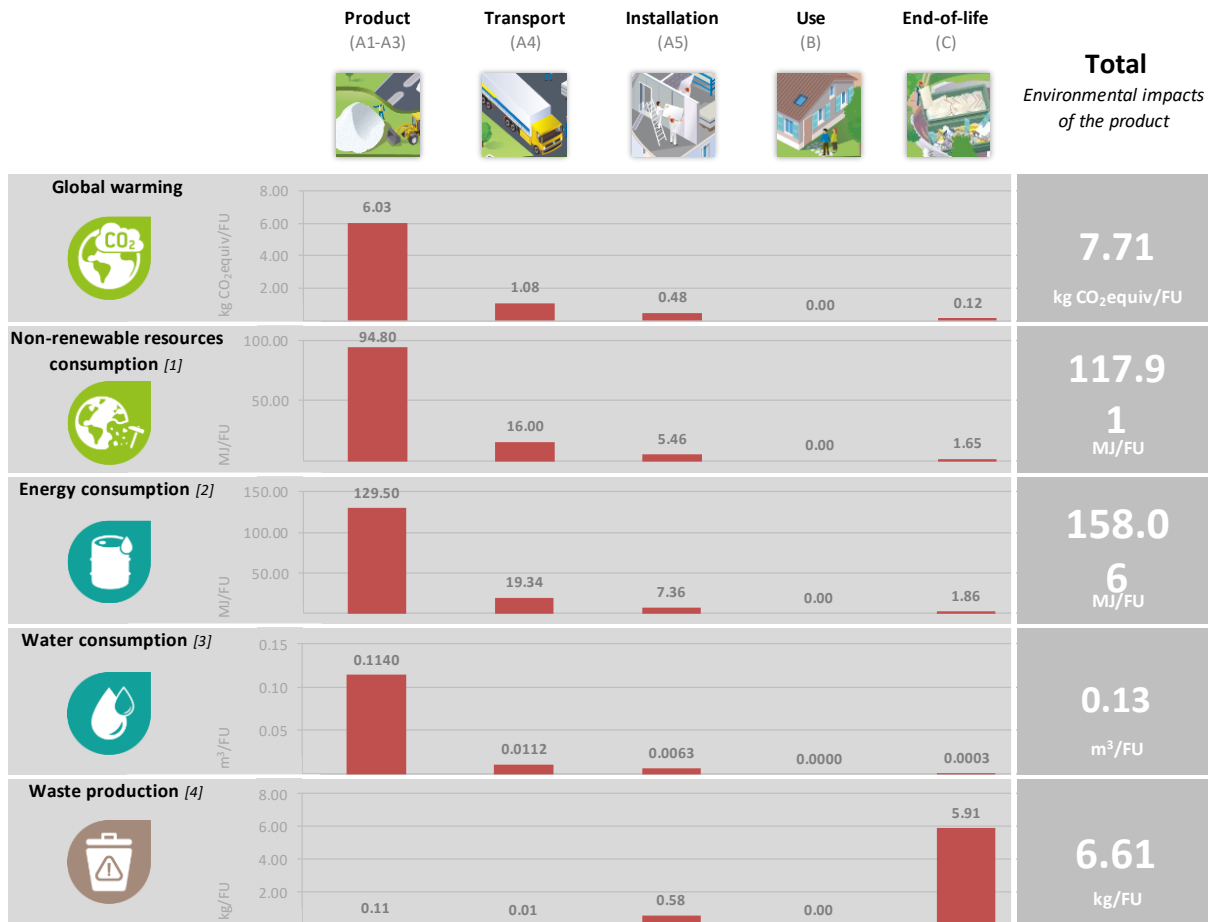 Product
(A1-A3)
Transport
(A4)
Installation
(A5)
Use
(B)
End-of-life
(C)
Total
Environmental impacts
of the product
Global warming
CO₂
kg CO₂equiv/FU
8.00
6.00
4.00
2.00
6.03
1.08
0.48
0.00
0.12
7.71
kg CO₂equiv/FU
Non-renewable resources
consumption [1]
MJ/FU
100.00
50.00
94.80
16.00
5.46
0.00
1.65
117.9
1
MJ/FU
Energy consumption [2]
MJ/FU
150.00
100.00
50.00
129.50
19.34
7.36
0.00
1.86
158.0
6
MJ/FU
Water consumption [3]
m³/FU
0.15
0.10
0.05
0.1140
0.0112
0.0063
0.0000
0.0003
0.13
m³/FU
Waste production [4]
kg/FU
8.00
6.00
4.00
2.00
0.11
0.01
0.58
0.00
5.91
6.61
kg/FU